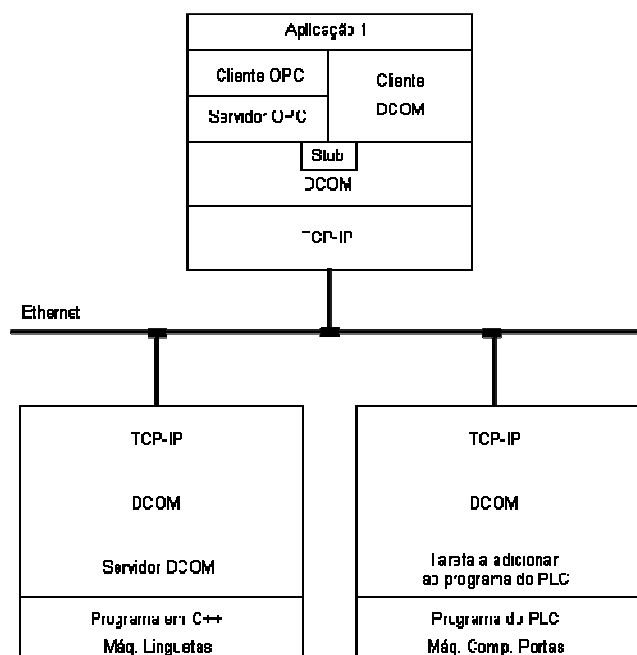 Aplicação 1
Cliente OPC
Cliente
DCOM
Servidor OPC
Stub
DCOM
TCP-IP
Ethernet
TCP-IP
DCOM
Servidor DCOM
Programa em C++
Máq. Linguetas
TCP-IP
DCOM
Tarefa a adicionar
ao programa do PLC
Programa do PLC
Máq. Comp. Portas